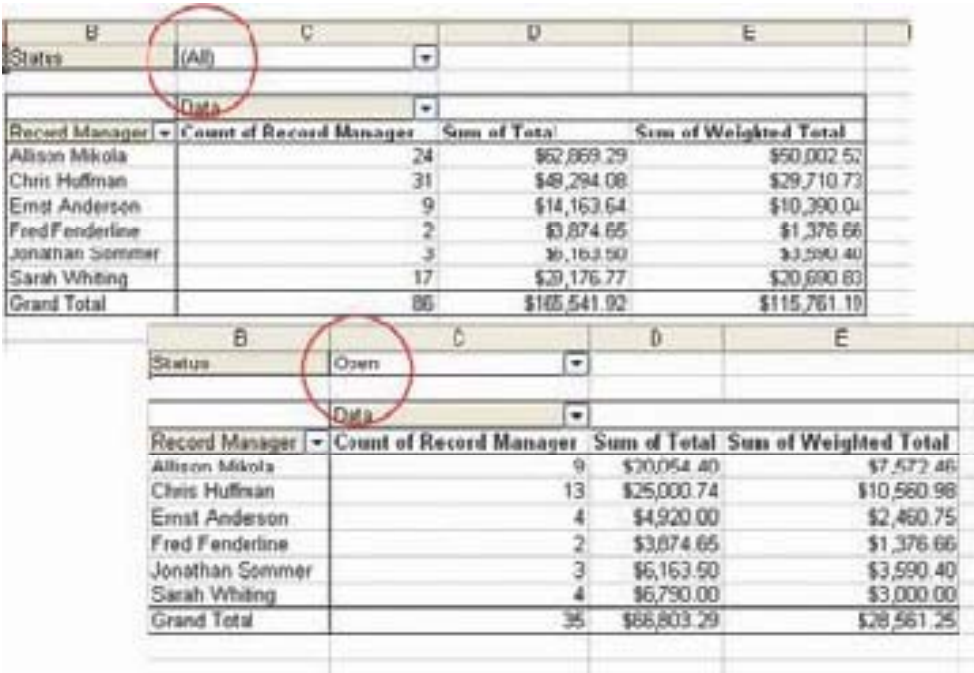 B C D E
Status (All)
Data
Record Manager Count of Record Manager Sum of Total Sum of Weighted Total
Allison Mikola 24 $62,869.29 $50,002.52
Chris Huffman 31 $49,294.08 $29,710.73
Ernst Anderson 9 $14,163.64 $10,390.04
Fred Fenderline 2 $3,874.65 $1,376.66
Jonathan Sommer 3 $6,163.50 $3,590.40
Sarah Whiting 17 $29,176.77 $20,690.83
Grand Total 86 $165,541.92 $115,761.19
B C D E
Status Open
Data
Record Manager Count of Record Manager Sum of Total Sum of Weighted Total
Allison Mikola 9 $20,054.40 $7,572.46
Chris Huffman 13 $25,000.74 $10,560.98
Ernst Anderson 4 $4,920.00 $2,460.75
Fred Fenderline 2 $3,874.65 $1,376.66
Jonathan Sommer 3 $6,163.50 $3,590.40
Sarah Whiting 4 $6,790.00 $3,000.00
Grand Total 35 $66,803.29 $28,561.25